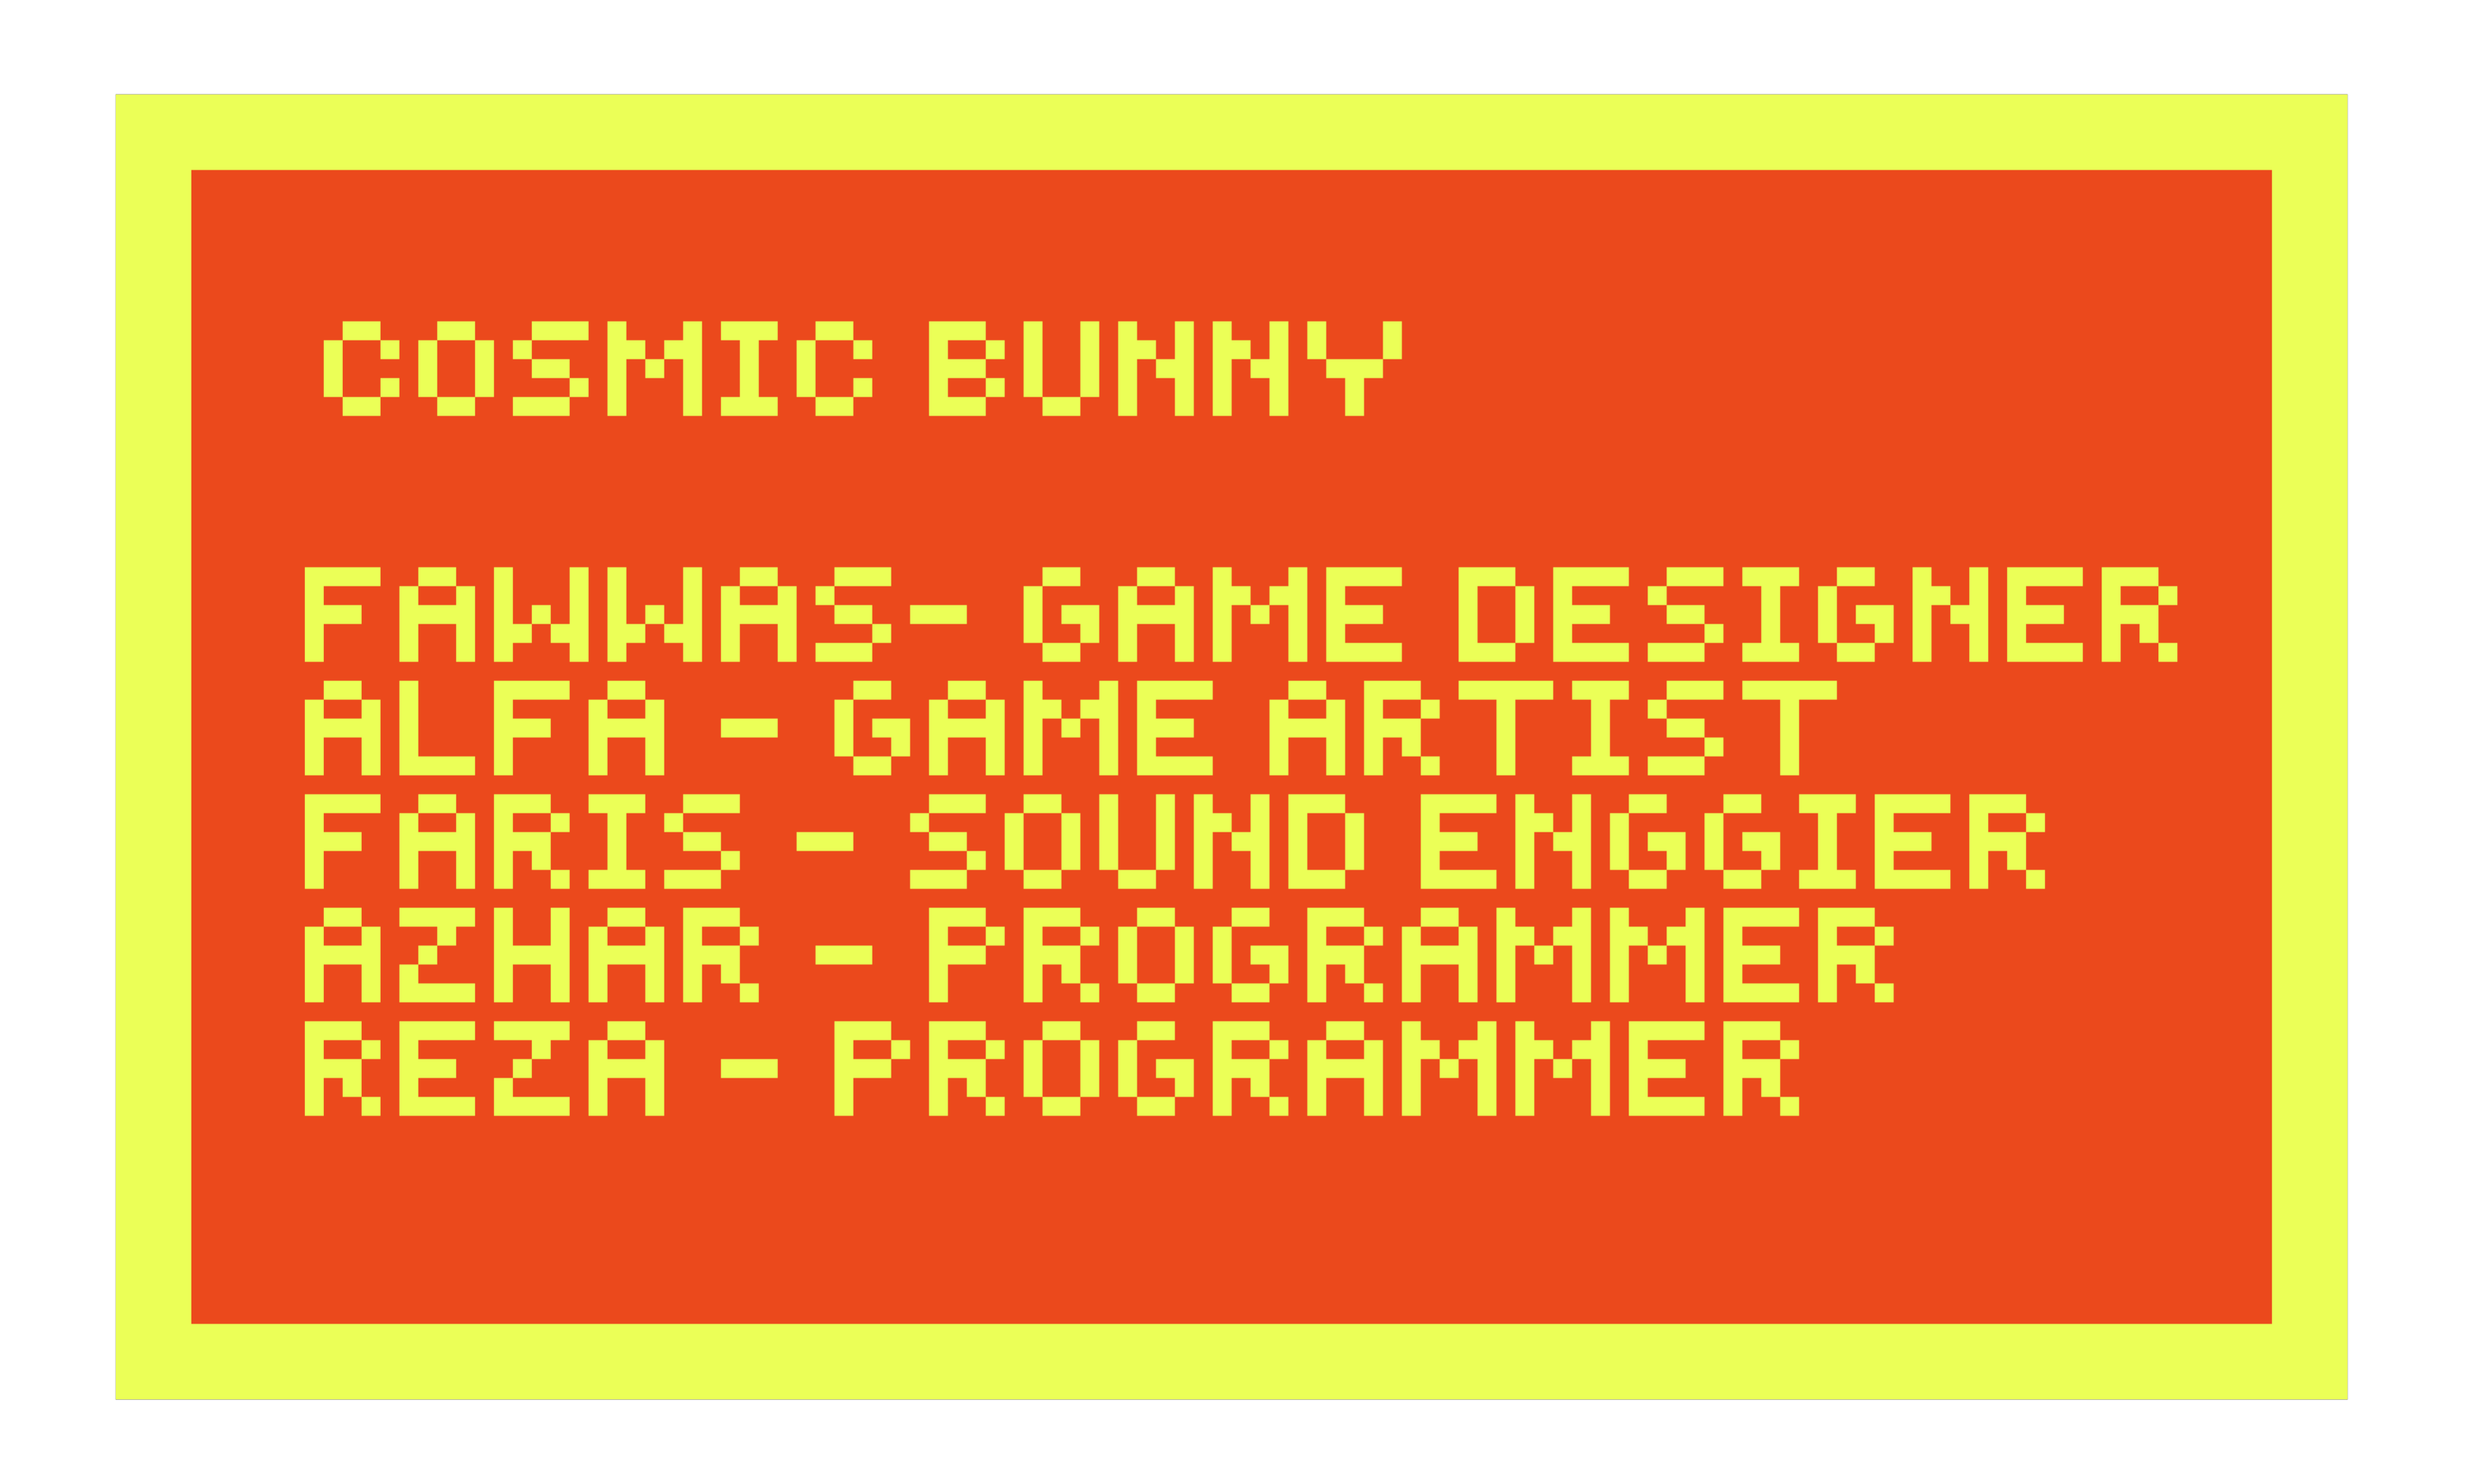 COSMIC BUNNY
FAWWAS- GAME DESIGNER
ALFA - GAME ARTIST
FARIS - SOUND ENGGIER
AZHAR - PROGRAMMER
REZA - PROGRAMMER